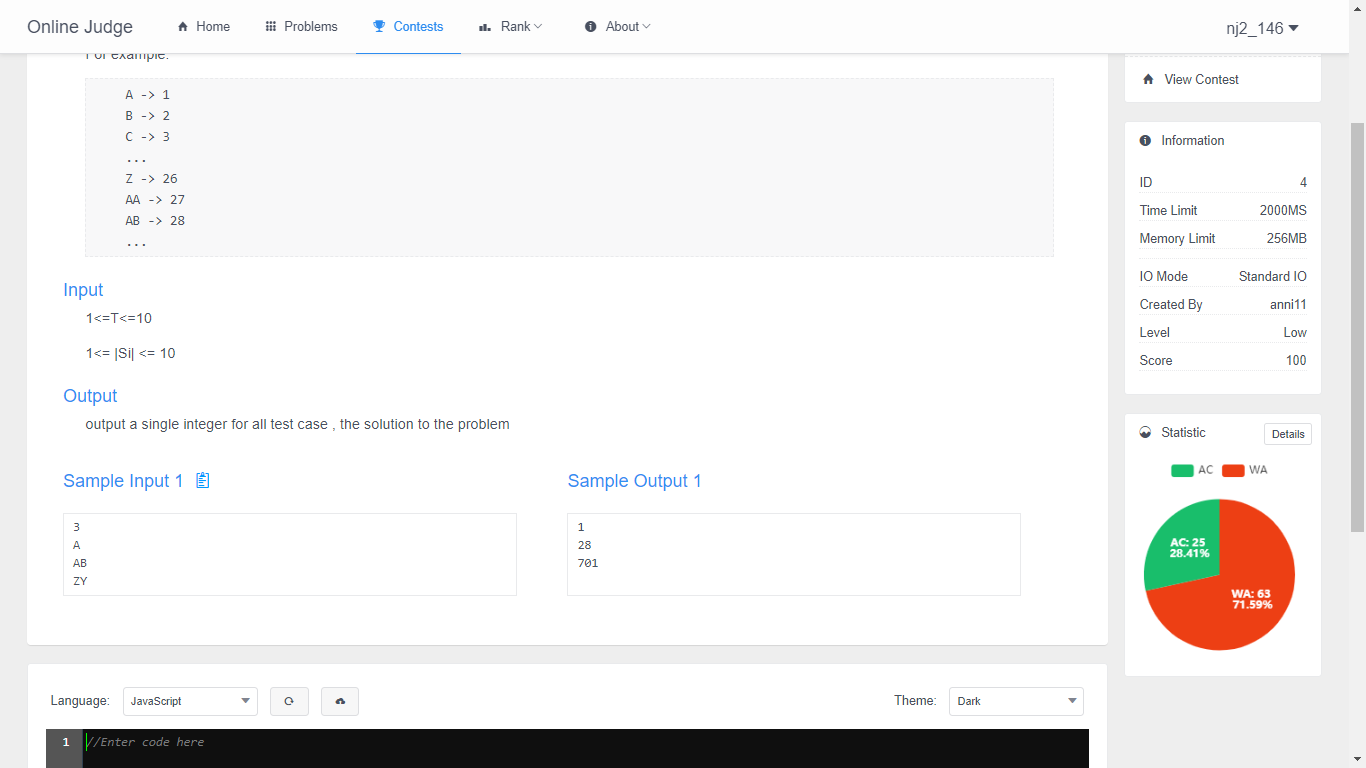 Online Judge
Home
Problems
Contests
Rank
About
nj2_146
For example:
A -> 1
B -> 2
C -> 3
...
Z -> 26
AA -> 27
AB -> 28
...
Input
1<=T<=10
1<= |Si| <= 10
Output
output a single integer for all test case , the solution to the problem
Sample Input 1
3
A
AB
ZY
Sample Output 1
1
28
701
Language:
JavaScript
Theme:
Dark
1
//Enter code here
View Contest
Information
ID 4
Time Limit 2000MS
Memory Limit 256MB
IO Mode Standard IO
Created By anni11
Level Low
Score 100
Statistic
Details
AC WA
AC: 25
28.41%
WA: 63
71.59%